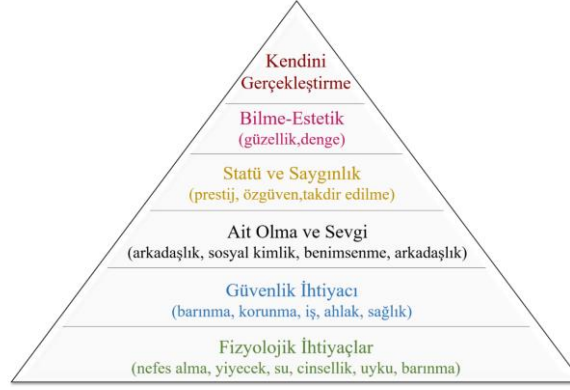 Kendini
Gerçekleştirme
Bilme-Estetik
(güzellik,denge)
Statü ve Saygınlık
(prestij, özgüven,takdir edilme)
Ait Olma ve Sevgi
(arkadaşlık, sosyal kimlik, benimsenme, arkadaşlık)
Güvenlik İhtiyacı
(barınma, korunma, iş, ahlak, sağlık)
Fizyolojik İhtiyaçlar
(nefes alma, yiyecek, su, cinsellik, uyku, barınma)